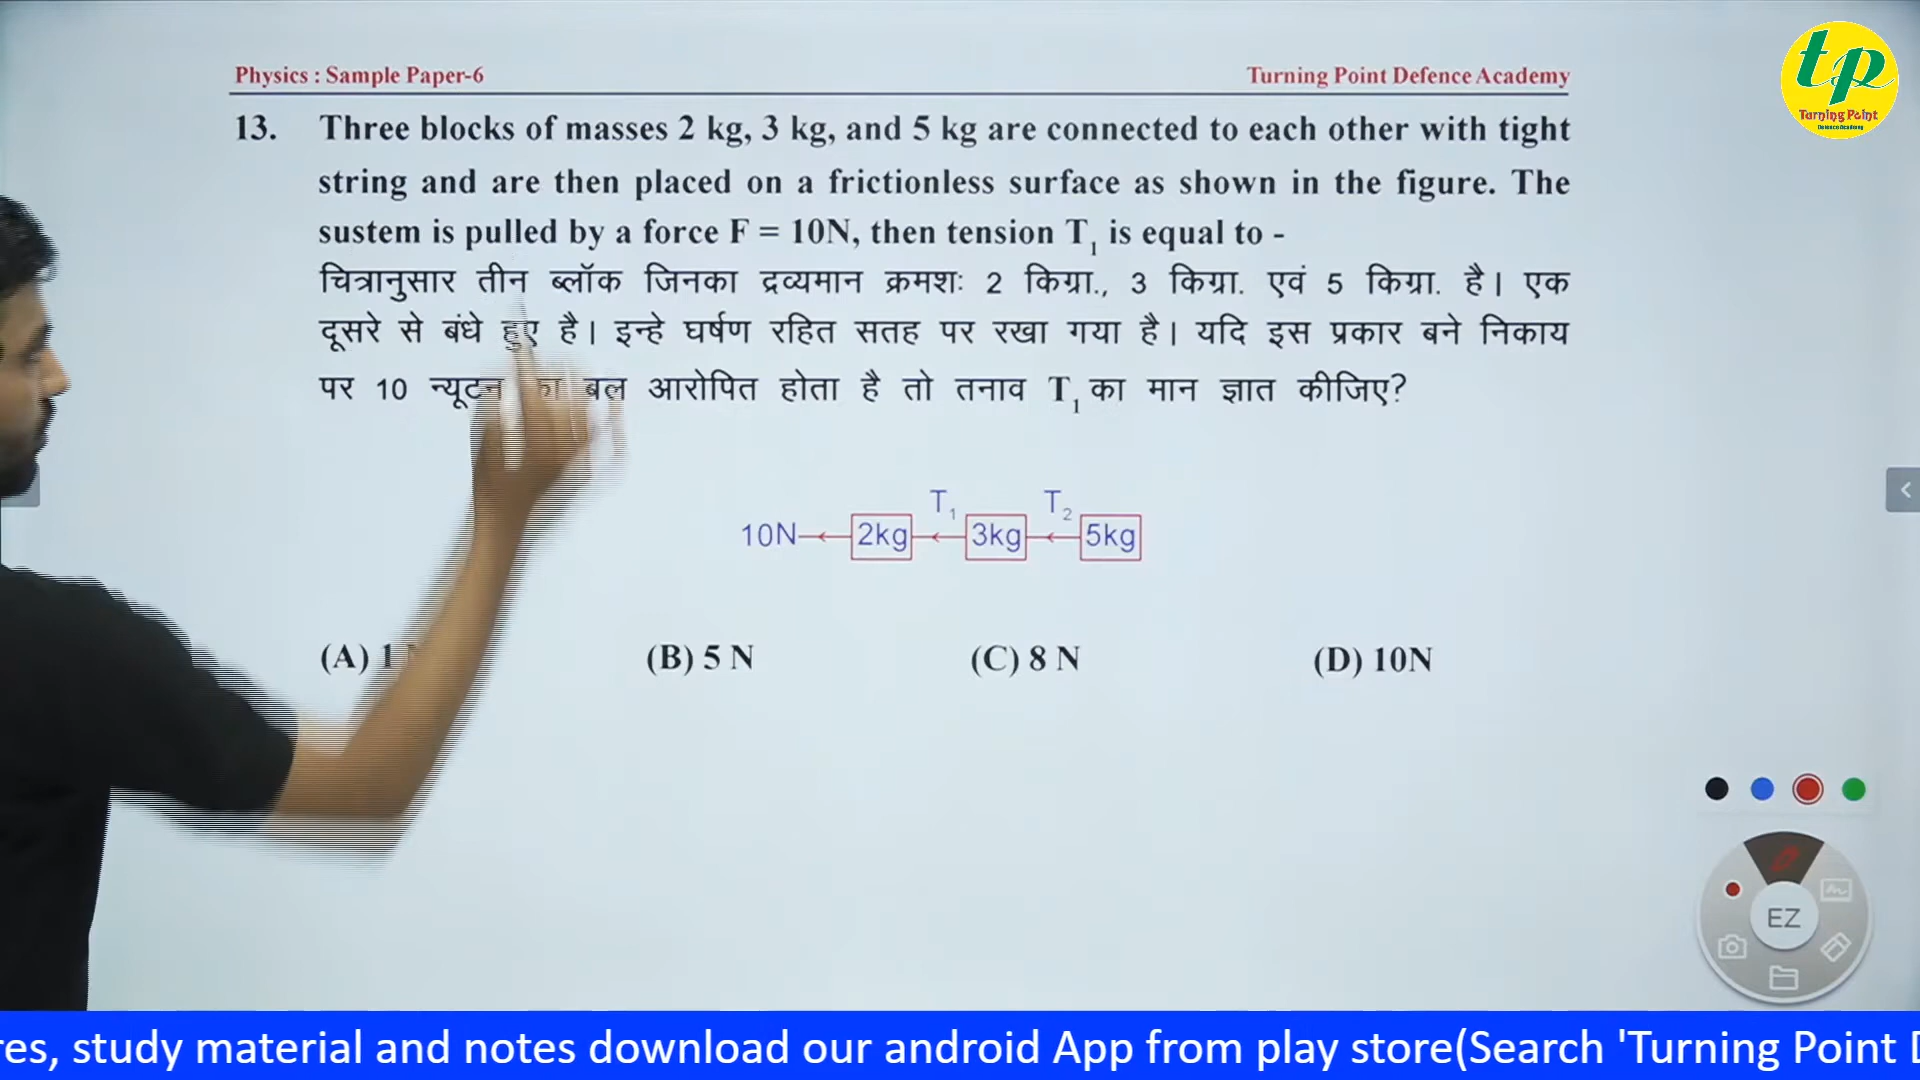 Physics : Sample Paper-6
Turning Point Defence Academy
tp
Turning Point
Defence Academy
13. Three blocks of masses 2 kg, 3 kg, and 5 kg are connected to each other with tight
string and are then placed on a frictionless surface as shown in the figure. The
sustem is pulled by a force F = 10N, then tension T₁ is equal to -
चित्रानुसार तीन ब्लॉक जिनका द्रव्यमान क्रमशः 2 किग्रा., 3 किग्रा. एवं 5 किग्रा. है। एक
दूसरे से बंधे हुए है। इन्हे घर्षण रहित सतह पर रखा गया है। यदि इस प्रकार बने निकाय
पर 10 न्यूटन का बल आरोपित होता है तो तनाव T₁ का मान ज्ञात कीजिए?
T₁ T₂
10N 2kg 3kg 5kg
(A) 1 (B) 5 N (C) 8 N (D) 10N
EZ
res, study material and notes download our android App from play store(Search 'Turning Point